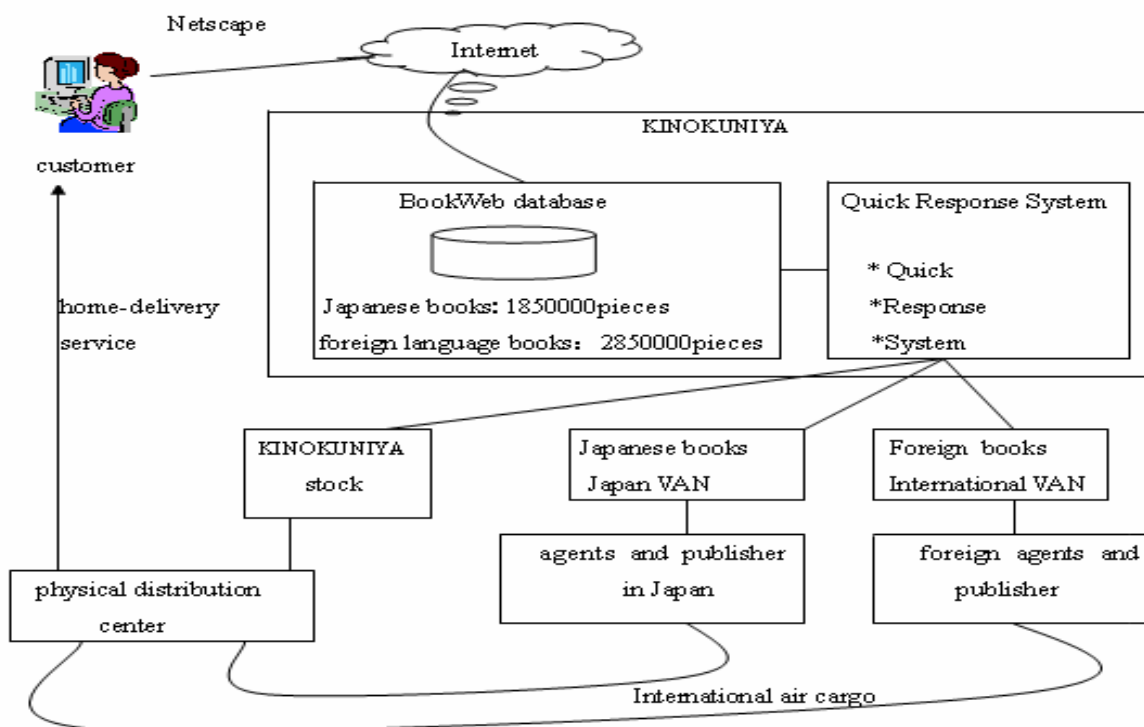 Netscape
Internet
customer
KINOKUNIYA
BookWeb database
Japanese books: 1850000pieces
foreign language books: 2850000pieces
Quick Response System
* Quick
*Response
*System
home-delivery
service
KINOKUNIYA
stock
Japanese books
Japan VAN
Foreign books
International VAN
agents and publisher
in Japan
foreign agents and
publisher
physical distribution
center
International air cargo